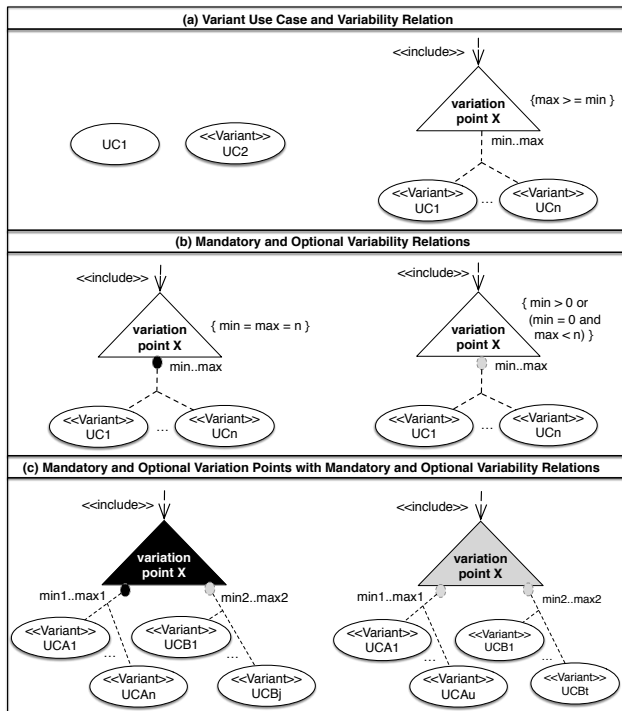 (a) Variant Use Case and Variability Relation
<<include>>
variation
point X
{max > = min }
min..max
UC1
<<Variant>>
UC2
<<Variant>>
UC1
...
<<Variant>>
UCn
(b) Mandatory and Optional Variability Relations
<<include>>
variation
point X
{ min = max = n }
min..max
<<Variant>>
UC1
...
<<Variant>>
UCn
<<include>>
variation
point X
{ min > 0 or
(min = 0 and
max < n) }
min..max
<<Variant>>
UC1
...
<<Variant>>
UCn
(c) Mandatory and Optional Variation Points with Mandatory and Optional Variability Relations
<<include>>
variation
point X
min1..max1
min2..max2
<<Variant>>
UCA1
...
<<Variant>>
UCAn
<<Variant>>
UCB1
...
<<Variant>>
UCBj
<<include>>
variation
point X
min1..max1
min2..max2
<<Variant>>
UCA1
...
<<Variant>>
UCAu
<<Variant>>
UCB1
...
<<Variant>>
UCBt